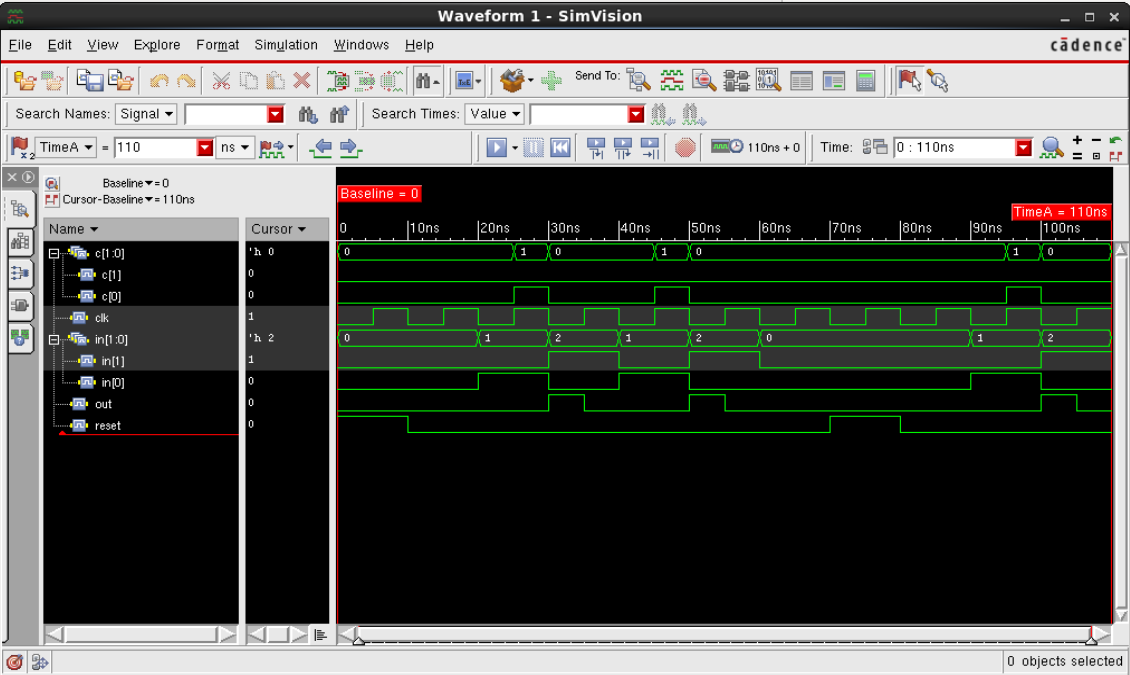 Waveform 1 - SimVision
File Edit View Explore Format Simulation Windows Help cādence
Send To:
Search Names: Signal Search Times: Value
x2 TimeA = 110 ns 110ns + 0 Time: 0 : 110ns
Baseline = 0
Cursor-Baseline = 110ns
Baseline = 0
TimeA = 110ns
Name Cursor 0 10ns 20ns 30ns 40ns 50ns 60ns 70ns 80ns 90ns 100ns
c[1:0] 'h 0 0 1 0 1 0 1 0
c[1] 0
c[0] 0
clk 1
in[1:0] 'h 2 0 1 2 1 2 0 1 2
in[1] 1
in[0] 0
out 0
reset 0
0 objects selected